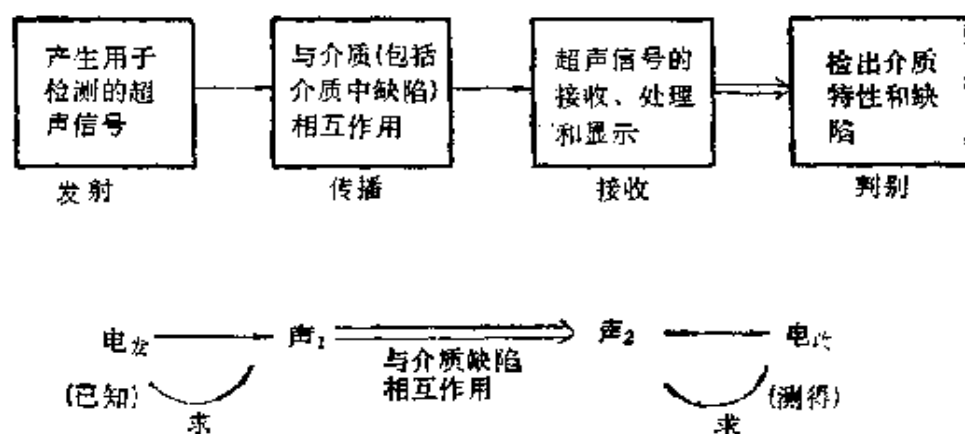 产生用于
检测的超
声信号
与介质(包括
介质中缺陷)
相互作用
超声信号的
接收、处理
和显示
检出介质
特性和缺
陷
发射
传播
接收
判别
电发
声1
声2
电
与介质缺陷
相互作用
(已知)
(测得)
求
求